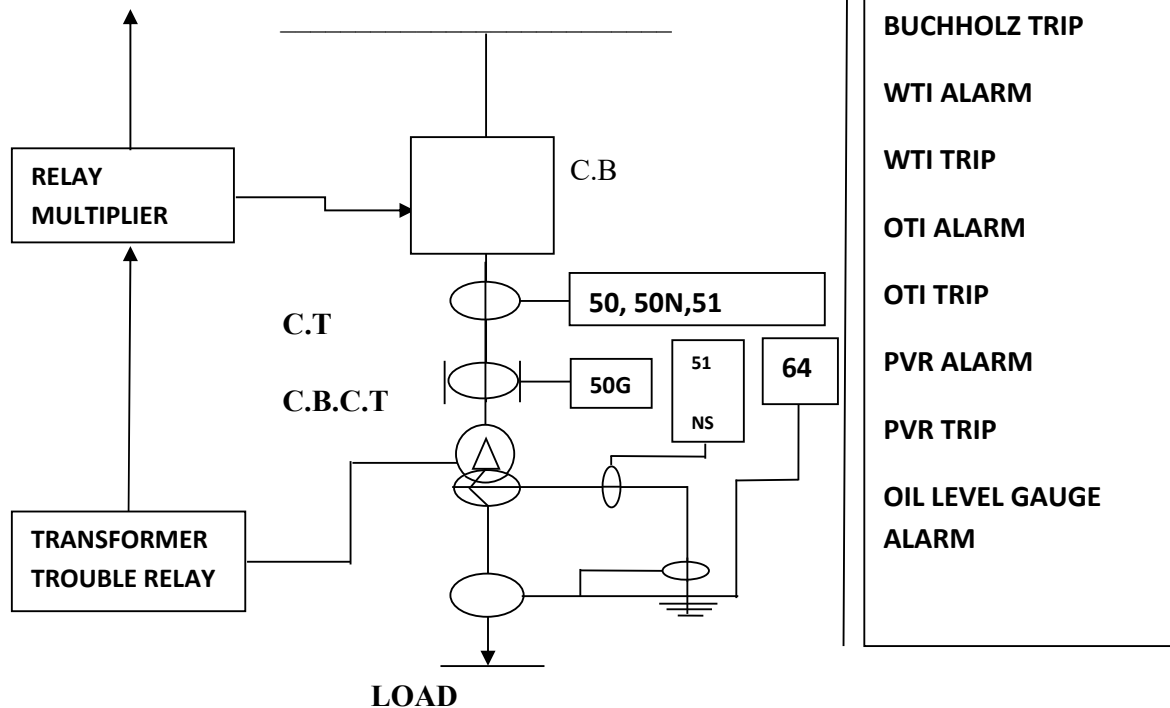 RELAY
MULTIPLIER
C.B
C.T
50, 50N,51
C.B.C.T
50G
51
NS
64
TRANSFORMER
TROUBLE RELAY
LOAD
BUCHHOLZ TRIP
WTI ALARM
WTI TRIP
OTI ALARM
OTI TRIP
PVR ALARM
PVR TRIP
OIL LEVEL GAUGE
ALARM